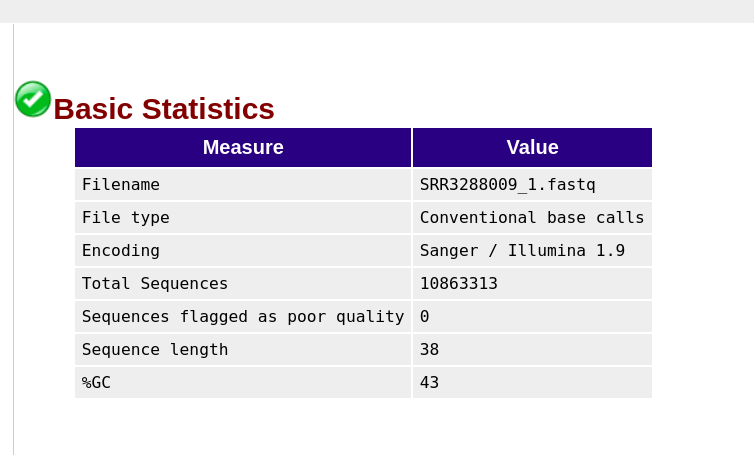 Basic Statistics
Measure Value
Filename SRR3288009_1.fastq
File type Conventional base calls
Encoding Sanger / Illumina 1.9
Total Sequences 10863313
Sequences flagged as poor quality 0
Sequence length 38
%GC 43